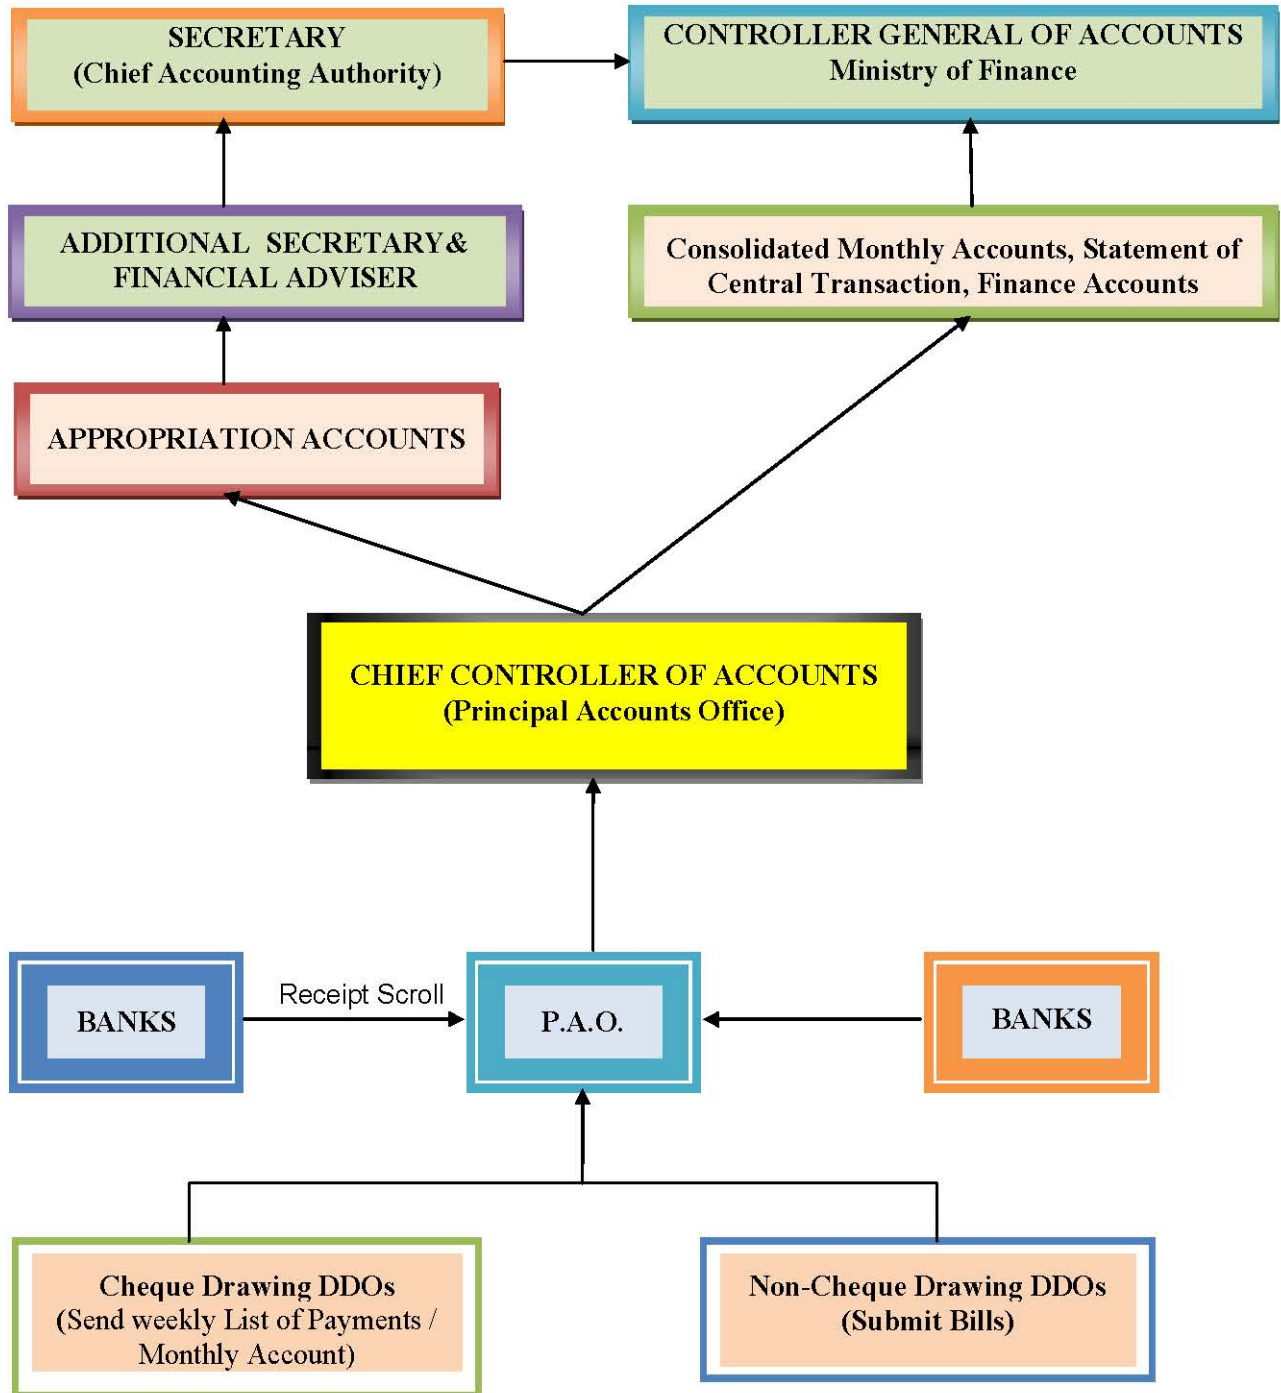 SECRETARY
(Chief Accounting Authority)
CONTROLLER GENERAL OF ACCOUNTS
Ministry of Finance
ADDITIONAL SECRETARY&
FINANCIAL ADVISER
Consolidated Monthly Accounts, Statement of
Central Transaction, Finance Accounts
APPROPRIATION ACCOUNTS
CHIEF CONTROLLER OF ACCOUNTS
(Principal Accounts Office)
BANKS
Receipt Scroll
P.A.O.
BANKS
Cheque Drawing DDOs
(Send weekly List of Payments /
Monthly Account)
Non-Cheque Drawing DDOs
(Submit Bills)